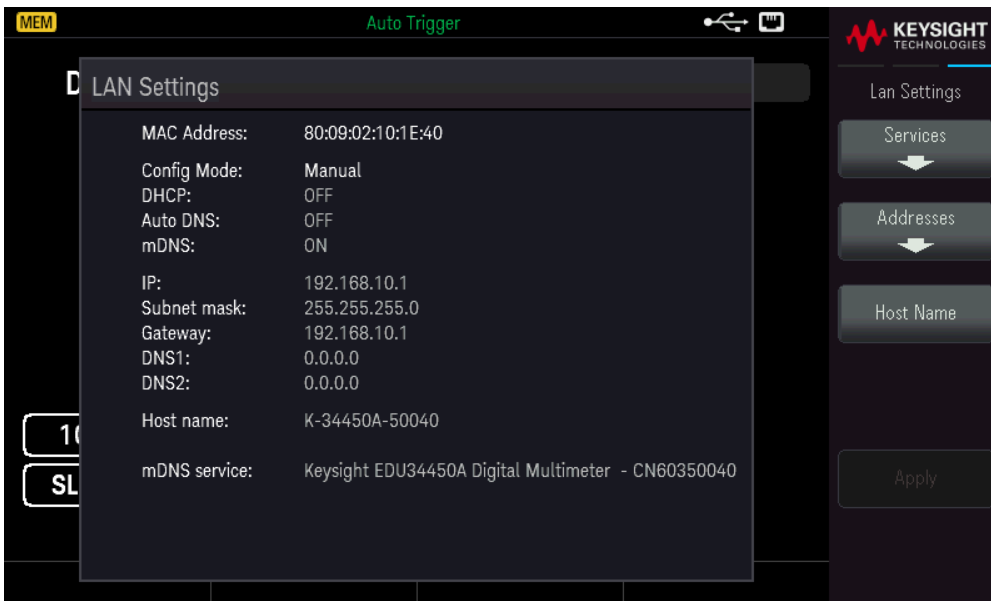 MEM
Auto Trigger
KEYSIGHT
TECHNOLOGIES
D
LAN Settings
MAC Address: 80:09:02:10:1E:40
Config Mode: Manual
DHCP: OFF
Auto DNS: OFF
mDNS: ON
IP: 192.168.10.1
Subnet mask: 255.255.255.0
Gateway: 192.168.10.1
DNS1: 0.0.0.0
DNS2: 0.0.0.0
Host name: K-34450A-50040
mDNS service: Keysight EDU34450A Digital Multimeter - CN60350040
SL
Lan Settings
Services
Addresses
Host Name
Apply